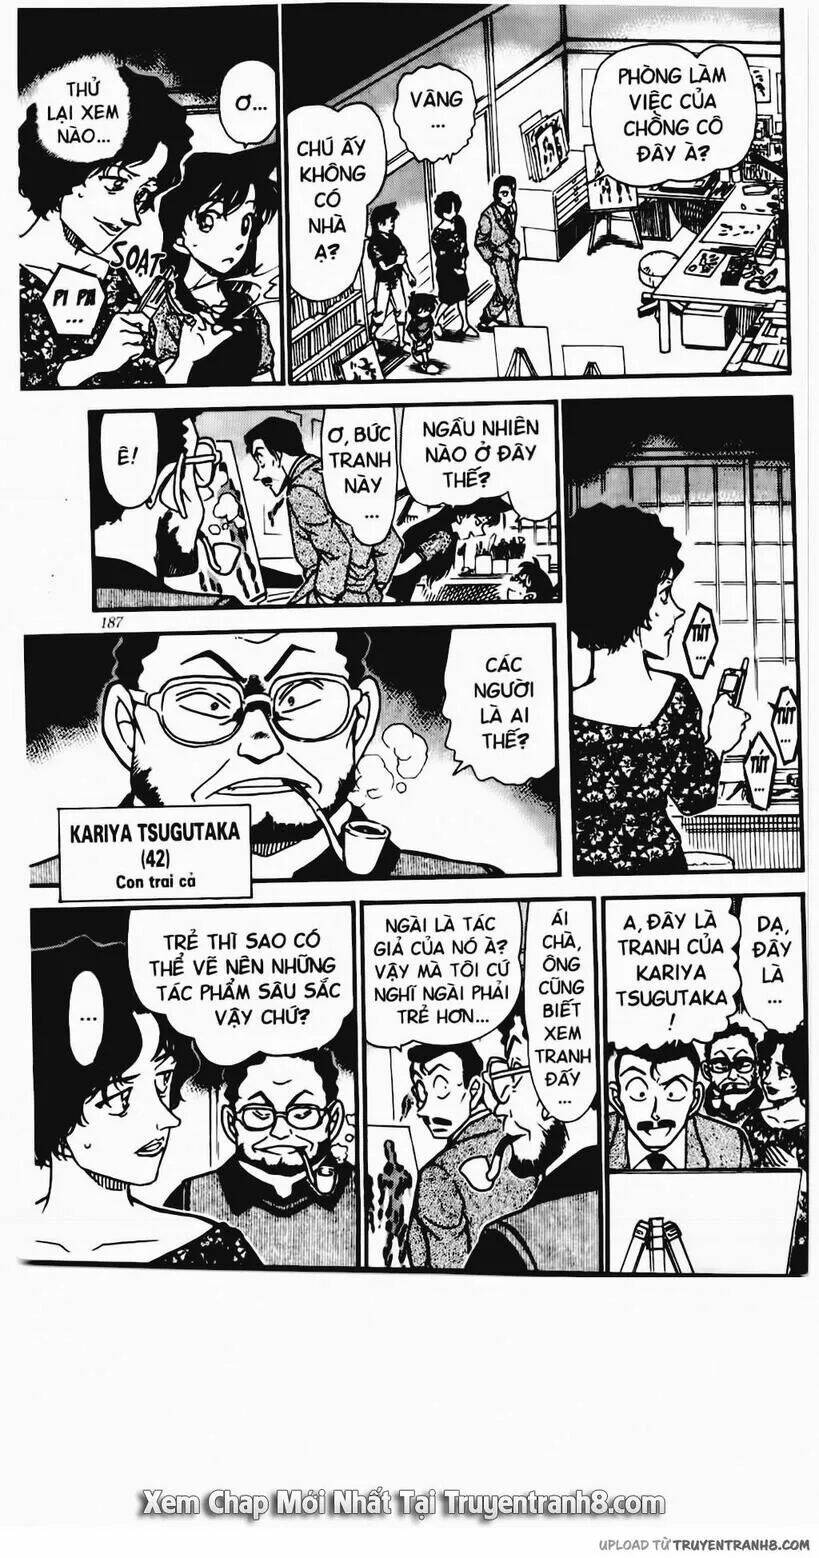 PHÒNG LÀM
VIỆC CỦA
CHỒNG CÔ
ĐÂY À?
VÂNG
...
CHÚ ẤY
KHÔNG
CÓ
NHÀ
Ạ?
Ơ...
THỬ
LẠI XEM
NÀO...
SOẠT
PI PA
...
TÚT
...
TÚT
...
TÚT
...
NGẪU NHIÊN
NÀO Ở ĐÂY
THẾ?
Ơ, BỨC
TRANH
NÀY
...
Ê!
187
CÁC
NGƯỜI
LÀ AI
THẾ?
KARIYA TSUGUTAKA
(42)
Con trai cả
DẠ,
ĐÂY
LÀ
...
A, ĐÂY LÀ
TRANH CỦA
KARIYA
TSUGUTAKA
!
ÁI
CHÀ,
ÔNG
CŨNG
BIẾT
XEM
TRANH
ĐẤY
...
NGÀI LÀ TÁC
GIẢ CỦA NÓ À?
VẬY MÀ TÔI CỨ
NGHĨ NGÀI PHẢI
TRẺ HƠN...
TRẺ THÌ SAO CÓ
THỂ VẼ NÊN NHỮNG
TÁC PHẨM SÂU SẮC
VẬY CHỨ?
...
Xem Chap Mới Nhất Tại Truyentranh8.com
UPLOAD TỪ TRUYENTRANH8.COM